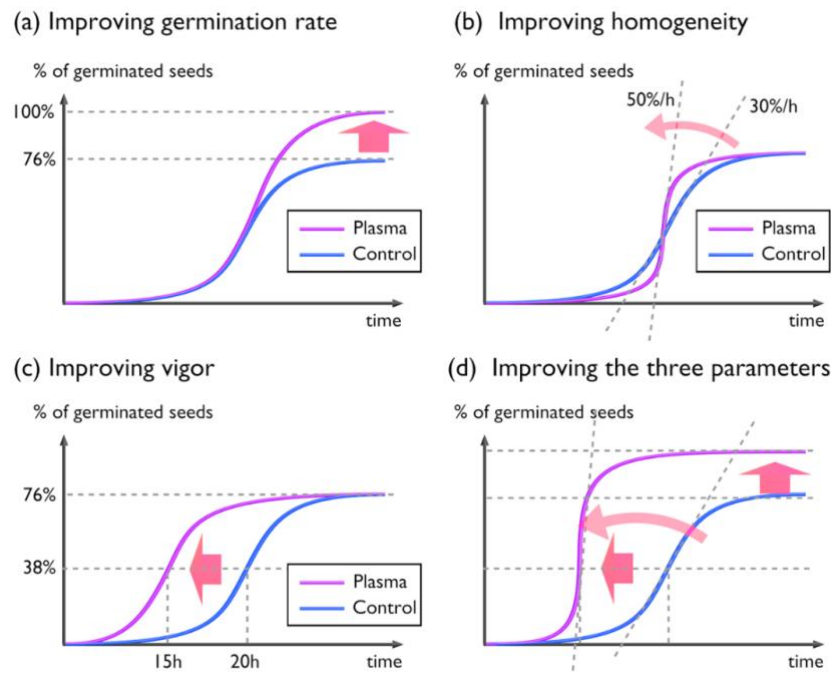 (a) Improving germination rate
% of germinated seeds
100%
76%
Plasma
Control
time
(b) Improving homogeneity
% of germinated seeds
50%/h
30%/h
Plasma
Control
time
(c) Improving vigor
% of germinated seeds
76%
38%
Plasma
Control
15h
20h
time
(d) Improving the three parameters
% of germinated seeds
time